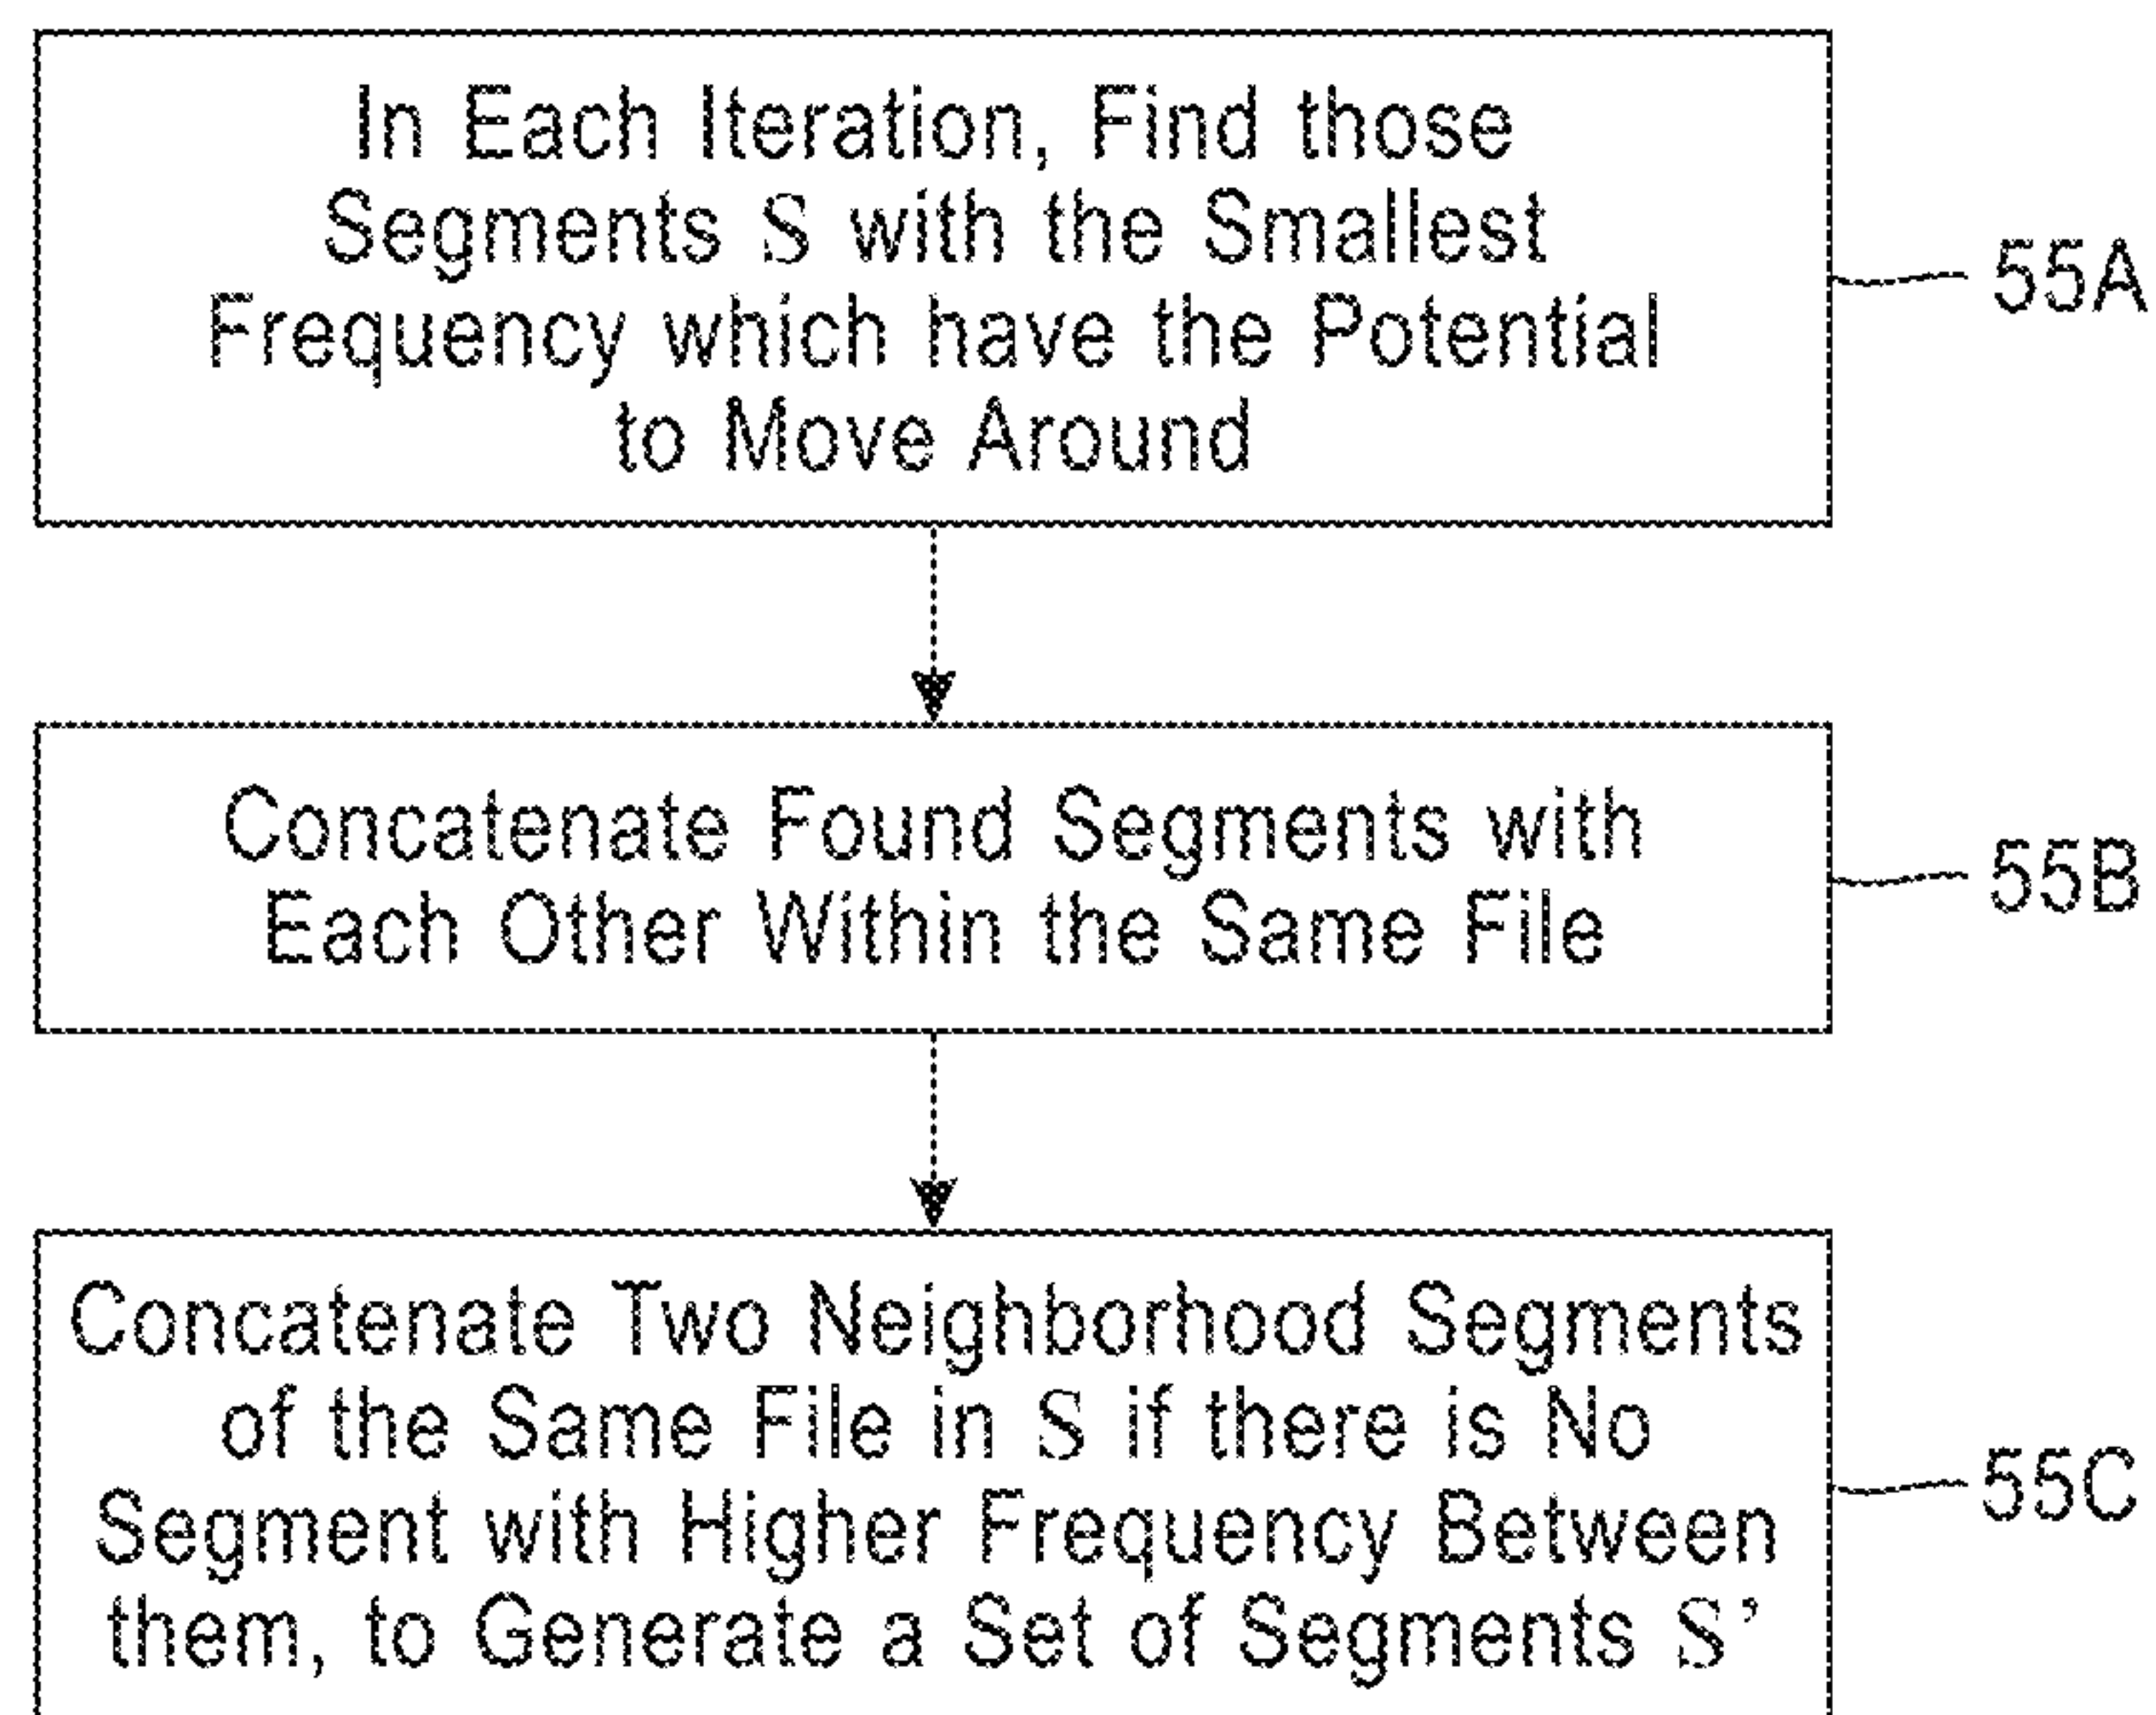 In Each Iteration, Find those
Segments S with the Smallest
Frequency which have the Potential
to Move Around
55A
Concatenate Found Segments with
Each Other Within the Same File
55B
Concatenate Two Neighborhood Segments
of the Same File in S if there is No
Segment with Higher Frequency Between
them, to Generate a Set of Segments S’
55C